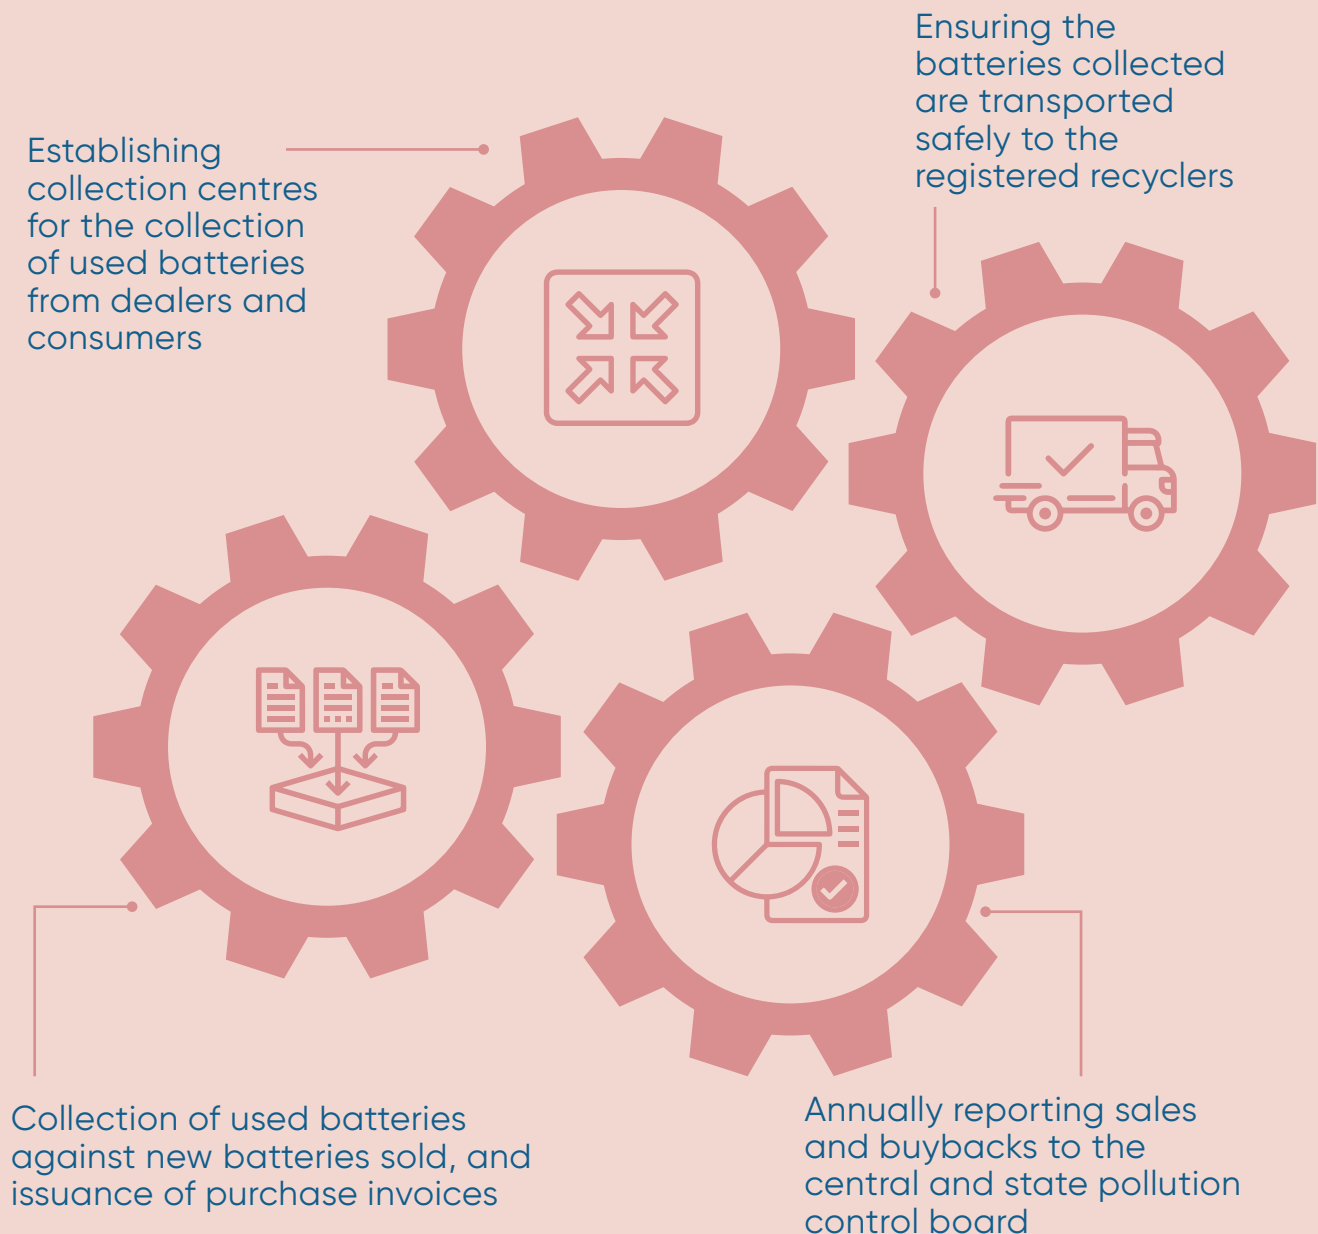 Establishing
collection centres
for the collection
of used batteries
from dealers and
consumers
Ensuring the
batteries collected
are transported
safely to the
registered recyclers
Collection of used batteries
against new batteries sold, and
issuance of purchase invoices
Annually reporting sales
and buybacks to the
central and state pollution
control board